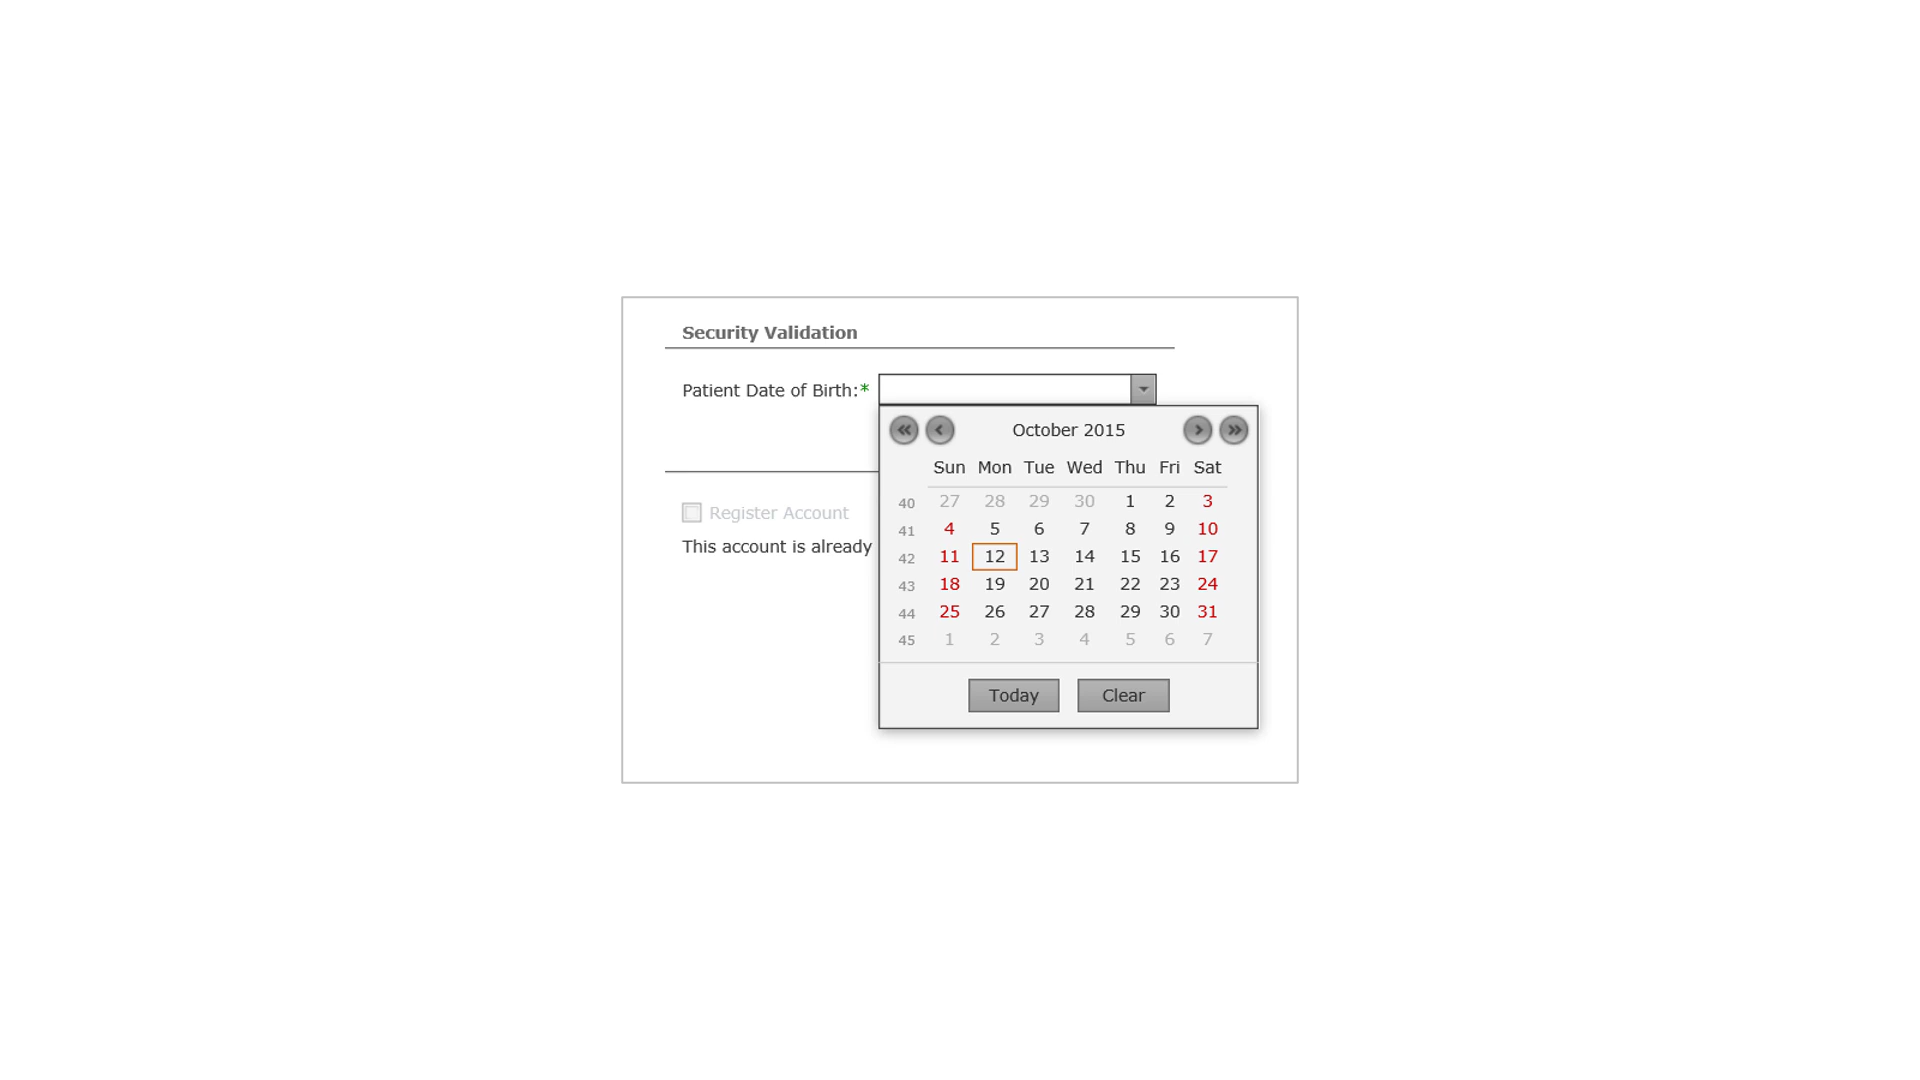 Security Validation
Patient Date of Birth:*
October 2015
Sun Mon Tue Wed Thu Fri Sat
40 27 28 29 30 1 2 3
41 4 5 6 7 8 9 10
42 11 12 13 14 15 16 17
43 18 19 20 21 22 23 24
44 25 26 27 28 29 30 31
45 1 2 3 4 5 6 7
Today Clear
Register Account
This account is already